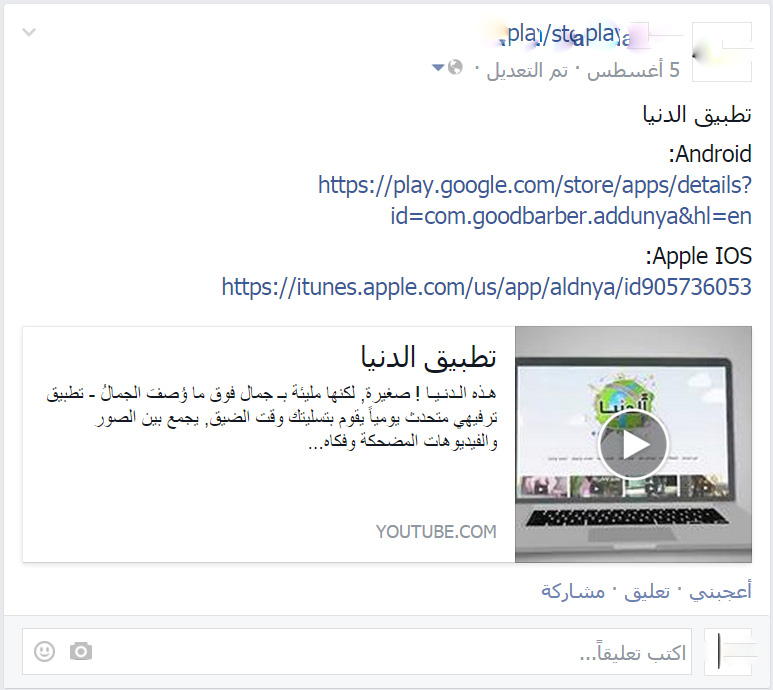 5 أغسطس · تم التعديل ·
تطبيق الدنيا
Android:
https://play.google.com/store/apps/details?
id=com.goodbarber.addunya&hl=en
Apple IOS:
https://itunes.apple.com/us/app/aldnya/id905736053
تطبيق الدنيا
هـذه الـدنـيـا ! صغيرة, لكنها مليئة بـ جمال فوق ما وُصفَ الجمالُ - تطبيق
ترفيهي متحدث يومياً يقوم بتسليتك وقت الضيق, يجمع بين الصور
والفيديوهات المضحكة وفكاه...
YOUTUBE.COM
الدنيا
أعجبني · تعليق · مشاركة
اكتب تعليقاً...